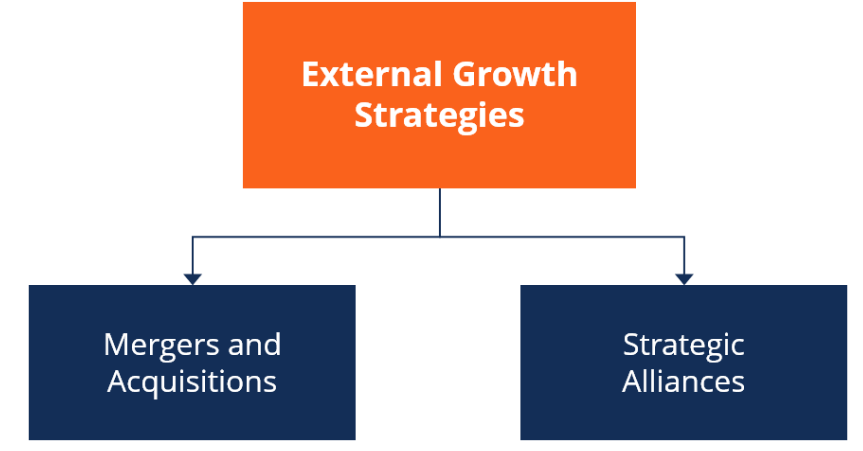 External Growth
Strategies
Mergers and
Acquisitions
Strategic
Alliances